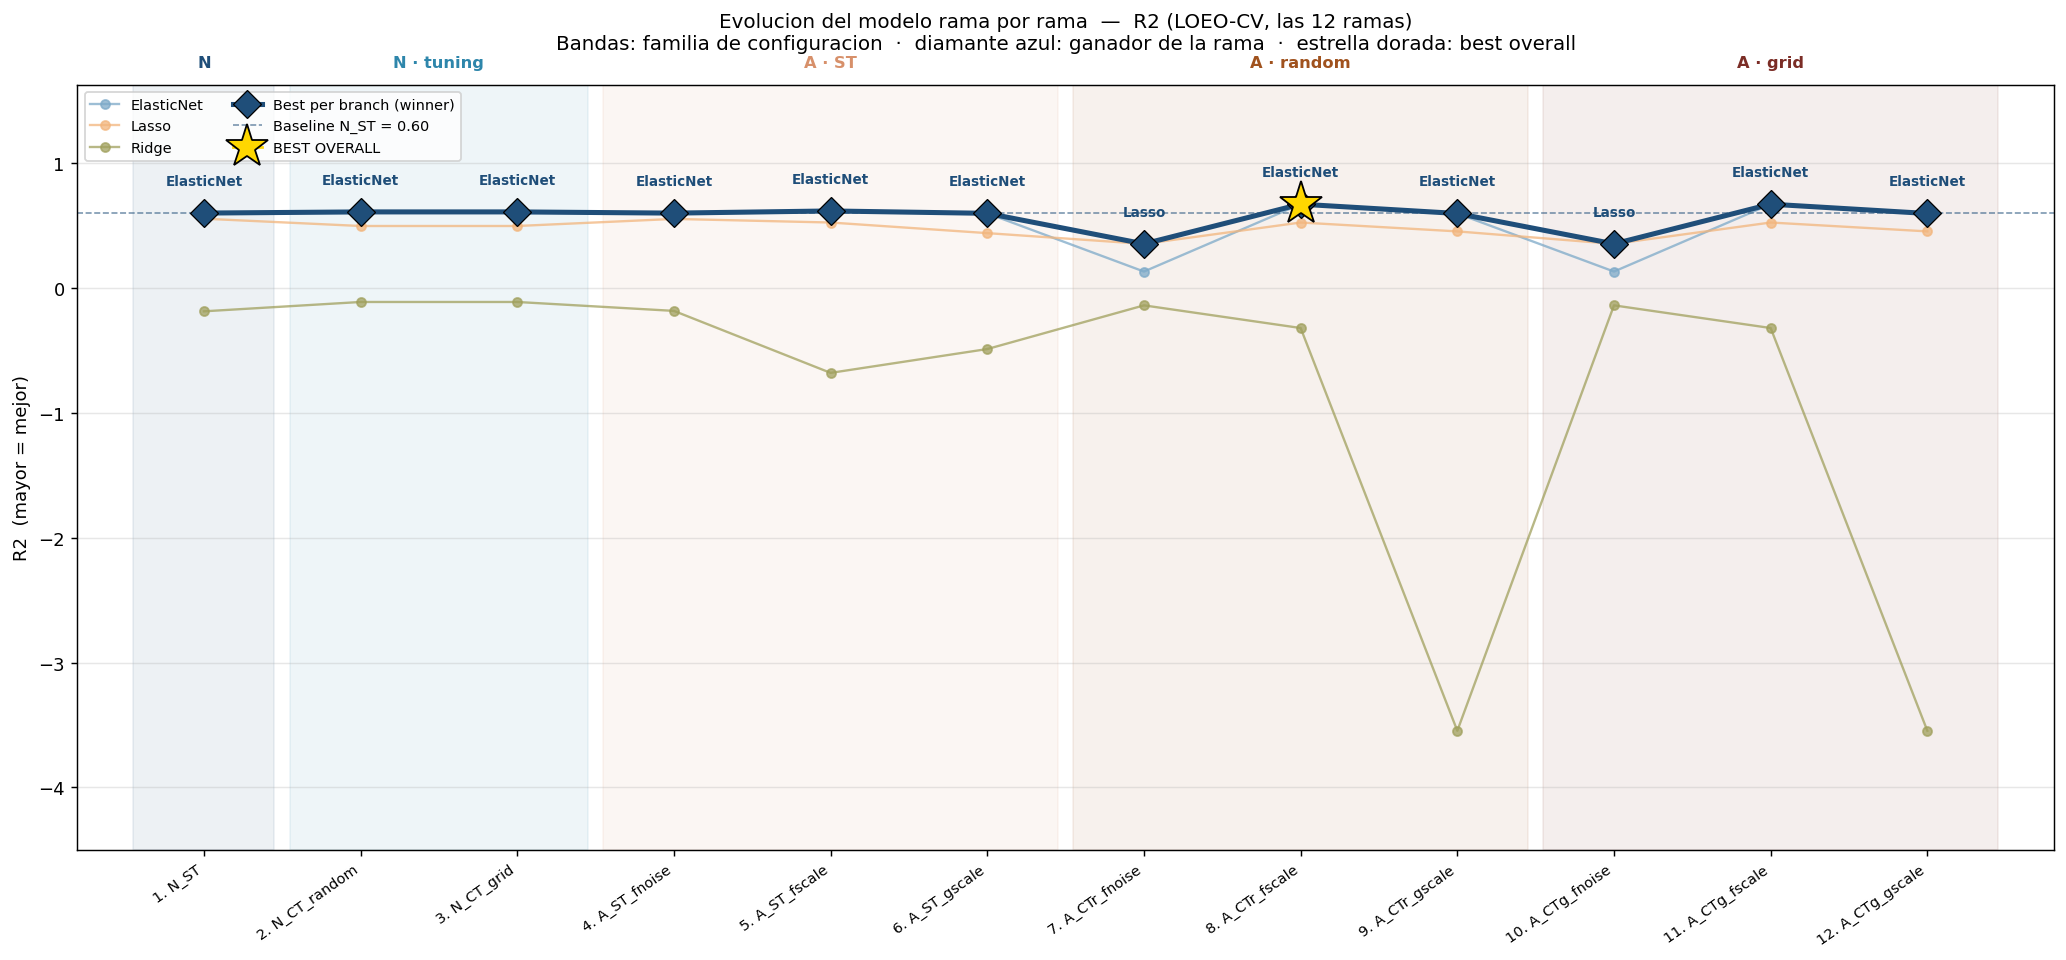 Evolucion del modelo rama por rama — R2 (LOEO-CV, las 12 ramas)
Bandas: familia de configuracion · diamante azul: ganador de la rama · estrella dorada: best overall
N
N · tuning
A · ST
A · random
A · grid
ElasticNet
Lasso
Ridge
Best per branch (winner)
Baseline N_ST = 0.60
BEST OVERALL
ElasticNet
ElasticNet
ElasticNet
ElasticNet
ElasticNet
ElasticNet
Lasso
ElasticNet
ElasticNet
Lasso
ElasticNet
ElasticNet
R2 (mayor = mejor)
1
0
−1
−2
−3
−4
1. N_ST
2. N_CT_random
3. N_CT_grid
4. A_ST_fnoise
5. A_ST_fscale
6. A_ST_gscale
7. A_CTr_fnoise
8. A_CTr_fscale
9. A_CTr_gscale
10. A_CTg_fnoise
11. A_CTg_fscale
12. A_CTg_gscale